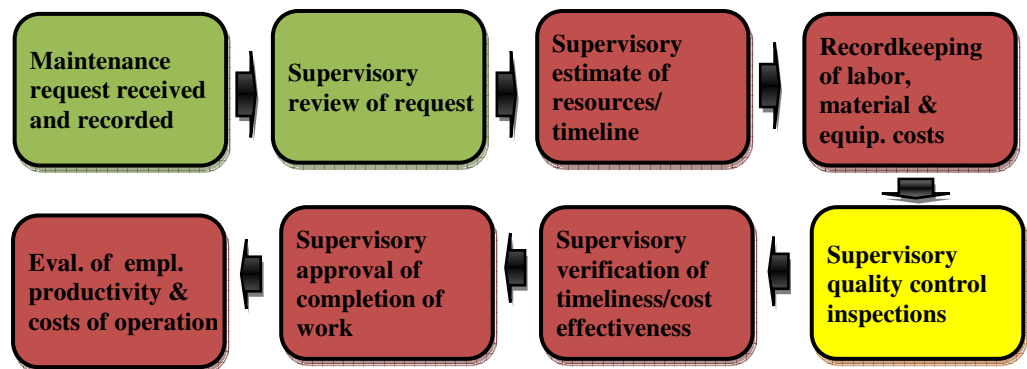 Maintenance
request received
and recorded
Supervisory
review of request
Supervisory
estimate of
resources/
timeline
Recordkeeping
of labor,
material &
equip. costs
Supervisory
quality control
inspections
Supervisory
verification of
timeliness/cost
effectiveness
Supervisory
approval of
completion of
work
Eval. of empl.
productivity &
costs of operation